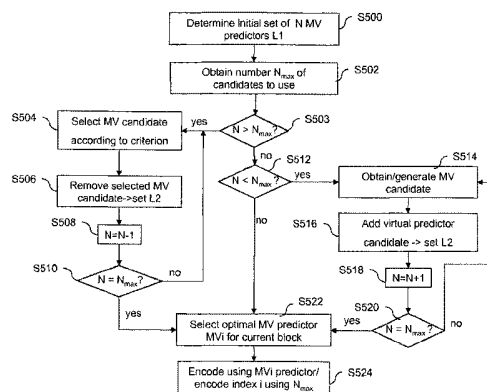 Determine Initial set of N MV
predictors L1
S500
Obtain number Nmax of
candidates to use
S502
N > Nmax?
S503
yes
no
S504
Select MV candidate
according to criterion
S506
Remove selected MV
candidate->set L2
S508
N=N-1
S510
N = Nmax?
no
yes
S512
N < Nmax?
yes
no
S514
Obtain/generate MV
candidate
S516
Add virtual predictor
candidate -> set L2
S518
N=N+1
S520
N = Nmax?
no
yes
S522
Select optimal MV predictor
MVi for current block
S524
Encode using MVi predictor/
encode index i using Nmax